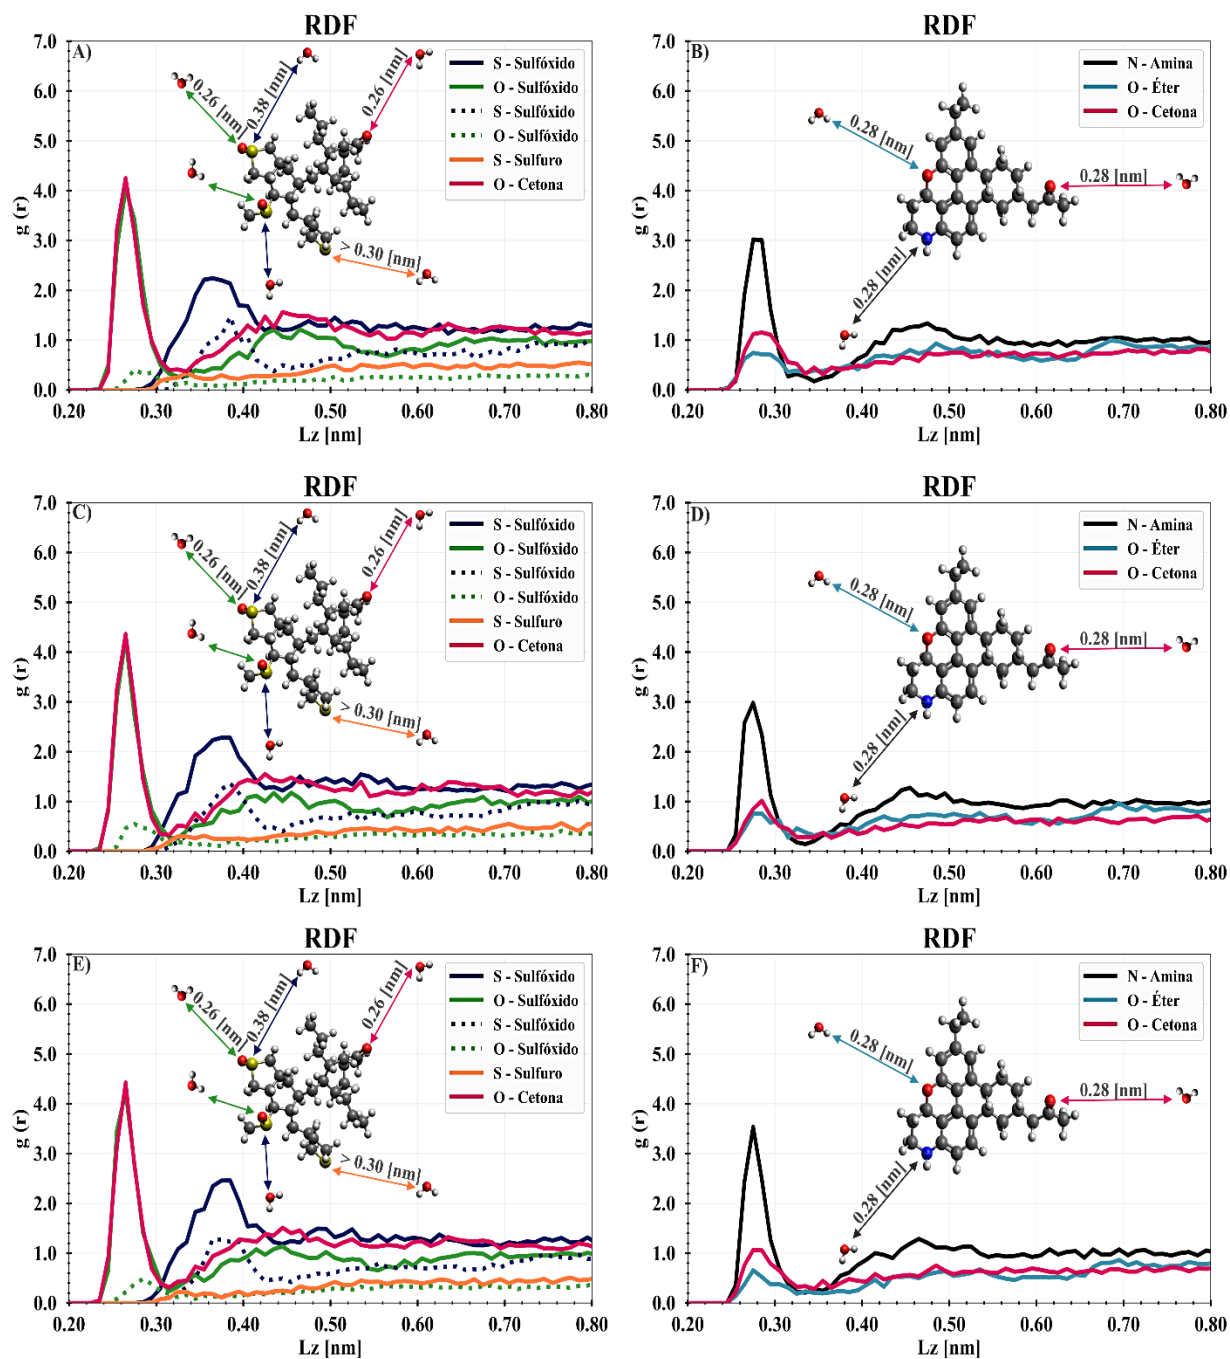 RDF
A)
7.0
6.0
5.0
4.0
3.0
2.0
1.0
0.0
g (r)
0.20 0.30 0.40 0.50 0.60 0.70 0.80
Lz [nm]
S - Sulfóxido
O - Sulfóxido
S - Sulfóxido
O - Sulfóxido
S - Sulfuro
O - Cetona
0.26 [nm]
0.38 [nm]
0.26 [nm]
> 0.30 [nm]
RDF
B)
7.0
6.0
5.0
4.0
3.0
2.0
1.0
0.0
0.20 0.30 0.40 0.50 0.60 0.70 0.80
Lz [nm]
N - Amina
O - Éter
O - Cetona
0.28 [nm]
0.28 [nm]
0.28 [nm]
RDF
C)
7.0
6.0
5.0
4.0
3.0
2.0
1.0
0.0
g (r)
0.20 0.30 0.40 0.50 0.60 0.70 0.80
Lz [nm]
S - Sulfóxido
O - Sulfóxido
S - Sulfóxido
O - Sulfóxido
S - Sulfuro
O - Cetona
0.26 [nm]
0.38 [nm]
0.26 [nm]
> 0.30 [nm]
RDF
D)
7.0
6.0
5.0
4.0
3.0
2.0
1.0
0.0
0.20 0.30 0.40 0.50 0.60 0.70 0.80
Lz [nm]
N - Amina
O - Éter
O - Cetona
0.28 [nm]
0.28 [nm]
0.28 [nm]
RDF
E)
7.0
6.0
5.0
4.0
3.0
2.0
1.0
0.0
g (r)
0.20 0.30 0.40 0.50 0.60 0.70 0.80
Lz [nm]
S - Sulfóxido
O - Sulfóxido
S - Sulfóxido
O - Sulfóxido
S - Sulfuro
O - Cetona
0.26 [nm]
0.38 [nm]
0.26 [nm]
> 0.30 [nm]
RDF
F)
7.0
6.0
5.0
4.0
3.0
2.0
1.0
0.0
0.20 0.30 0.40 0.50 0.60 0.70 0.80
Lz [nm]
N - Amina
O - Éter
O - Cetona
0.28 [nm]
0.28 [nm]
0.28 [nm]